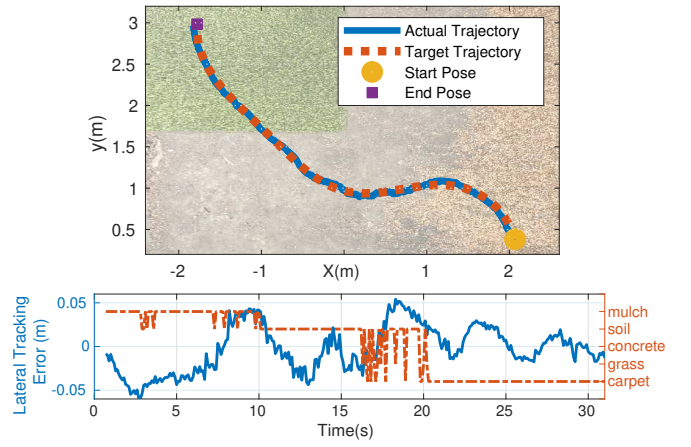 3
2.5
2
1.5
1
0.5
y(m)
Actual Trajectory
Target Trajectory
Start Pose
End Pose
-2
-1
X(m)
1
2
Lateral Tracking
Error (m)
0.05
0
-0.05
mulch
soil
concrete
grass
carpet
0
5
10
15
20
25
30
Time(s)